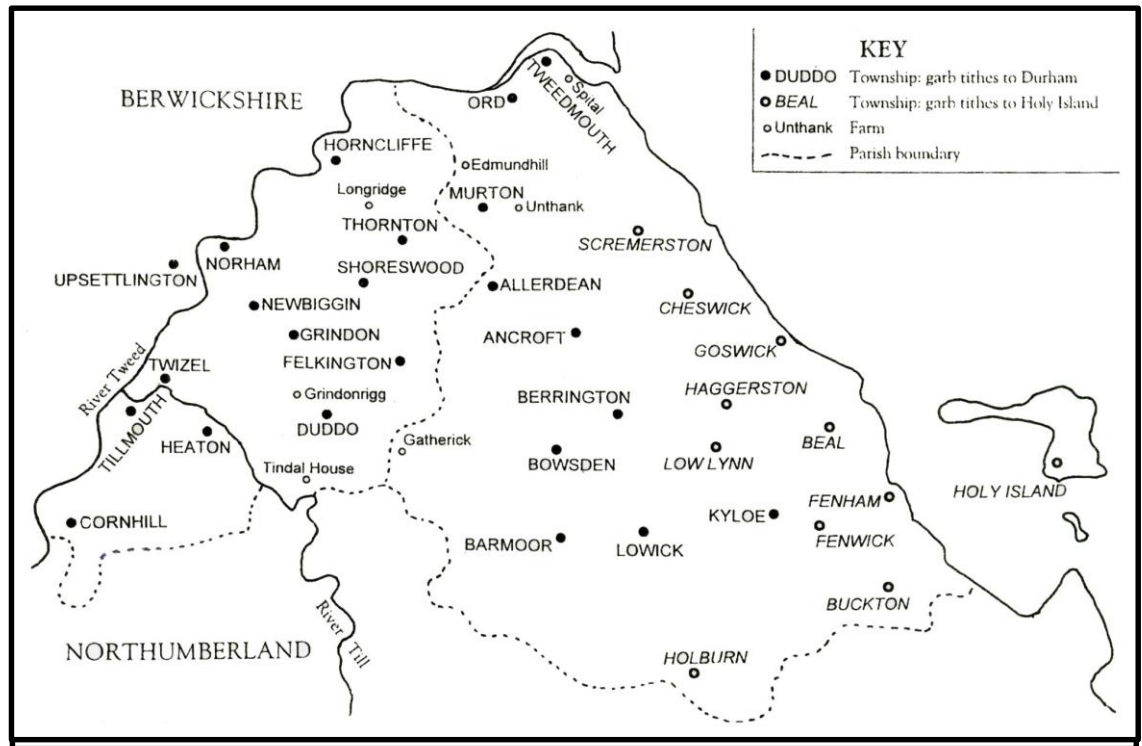 KEY
DUDDO Township: garb tithes to Durham
BEAL Township: garb tithes to Holy Island
Unthank Farm
Parish boundary
BERWICKSHIRE
TWEEDMOUTH
Spital
ORD
HORNCLIFFE
Edmundhill
Longridge
MURTON
Unthank
THORNTON
SCREMERSTON
NORHAM
SHORESWOOD
UPSETTLINGTON
ALLERDEAN
NEWBIGGIN
CHESWICK
GRINDON
ANCROFT
GOSWICK
River Tweed
TWIZEL
FELKINGTON
Grindonrigg
BERRINGTON
HAGGERSTON
TILLMOUTH
HEATON
DUDDO
Gatherick
BEAL
BOWSDEN
LOW LYNN
Tindal House
HOLY ISLAND
FENHAM
CORNHILL
KYLOE
FENWICK
BARMOOR
LOWICK
BUCKTON
River Till
NORTHUMBERLAND
HOLBURN